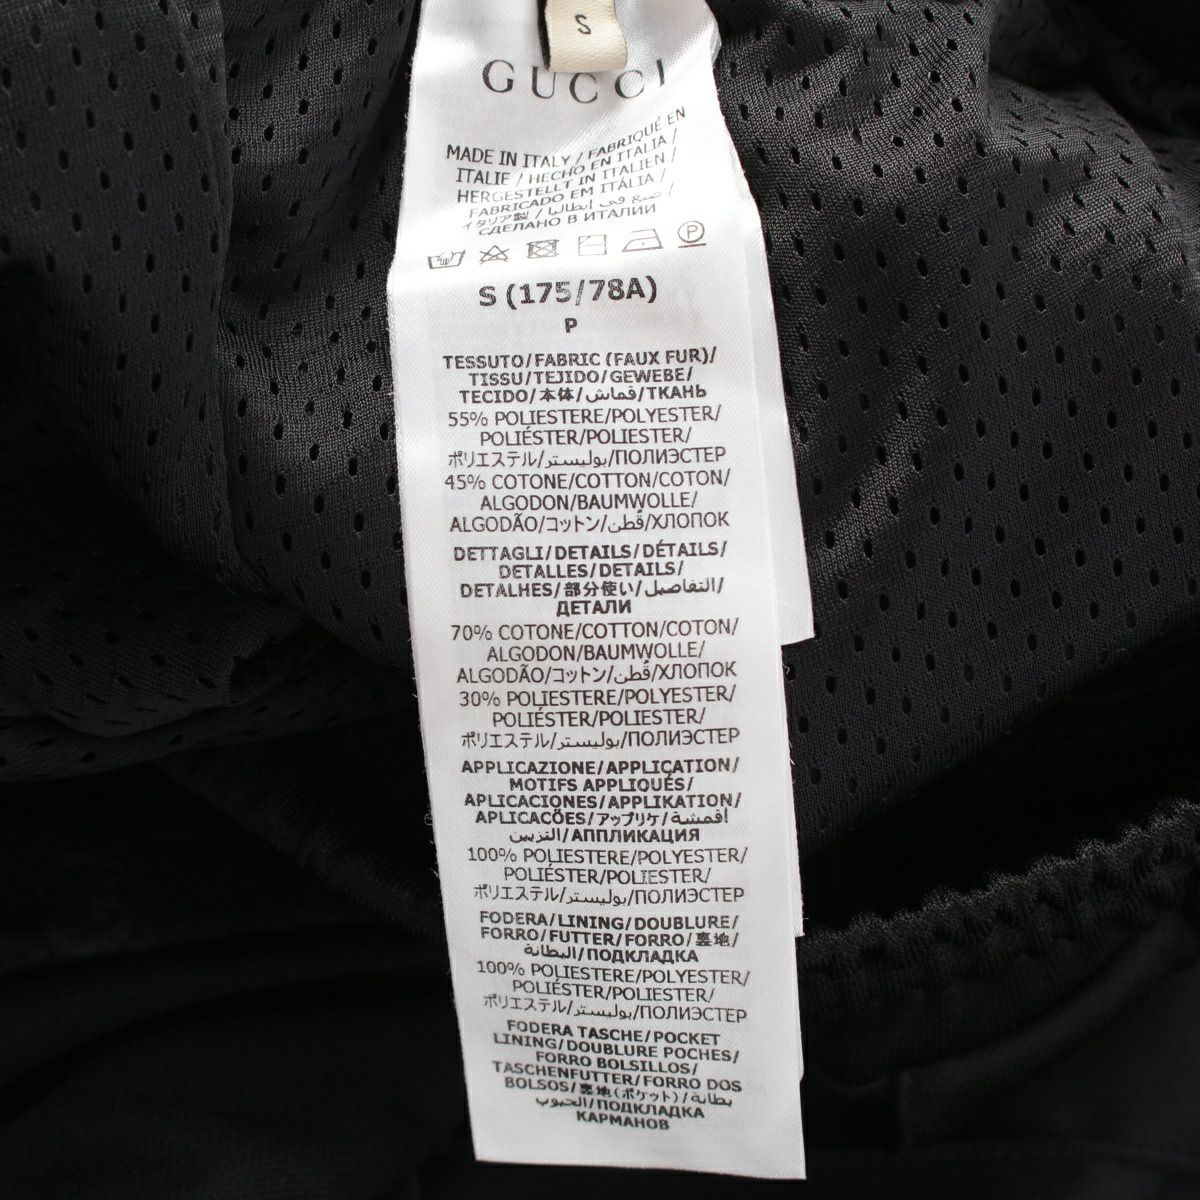 S
GUCCI
MADE IN ITALY / FABRIQUÉ EN
ITALIE / HECHO EN ITALIA /
HERGESTELLT IN ITALIEN /
FABRICADO EM ITÁLIA /
イタリア製 / صنع في إيطاليا /
СДЕЛАНО В ИТАЛИИ
P
S (175/78A)
P
TESSUTO/FABRIC (FAUX FUR)/
TISSU/TEJIDO/GEWEBE/
TECIDO/本体/قماش/ТКАНЬ
55% POLIESTERE/POLYESTER/
POLIÉSTER/POLIESTER/
ポリエステル/بوليستر/ПОЛИЭСТЕР
45% COTONE/COTTON/COTON/
ALGODON/BAUMWOLLE/
ALGODÃO/コットン/قُطن/ХЛОПОК
DETTAGLI/DETAILS/DÉTAILS/
DETALLES/DETAILS/
DETALHES/部分使い/التفاصيل/
ДЕТАЛИ
70% COTONE/COTTON/COTON/
ALGODON/BAUMWOLLE/
ALGODÃO/コットン/قُطن/ХЛОПОК
30% POLIESTERE/POLYESTER/
POLIÉSTER/POLIESTER/
ポリエステル/بوليستر/ПОЛИЭСТЕР
APPLICAZIONE/APPLICATION/
MOTIFS APPLIQUÉS/
APLICACIONES/APPLIKATION/
APLICAÇÕES/アップリケ/أقمشة
التزيين/АППЛИКАЦИЯ
100% POLIESTERE/POLYESTER/
POLIÉSTER/POLIESTER/
ポリエステル/بوليستر/ПОЛИЭСТЕР
FODERA/LINING/DOUBLURE/
FORRO/FUTTER/FORRO/裏地/
البطانة/ПОДКЛАДКА
100% POLIESTERE/POLYESTER/
POLIÉSTER/POLIESTER/
ポリエステル/بوليستر/ПОЛИЭСТЕР
FODERA TASCHE/POCKET
LINING/DOUBLURE POCHES/
FORRO BOLSILLOS/
TASCHENFUTTER/FORRO DOS
BOLSOS/裏地(ポケット)/بطانة
الجيوب/ПОДКЛАДКА
КАРМАНОВ